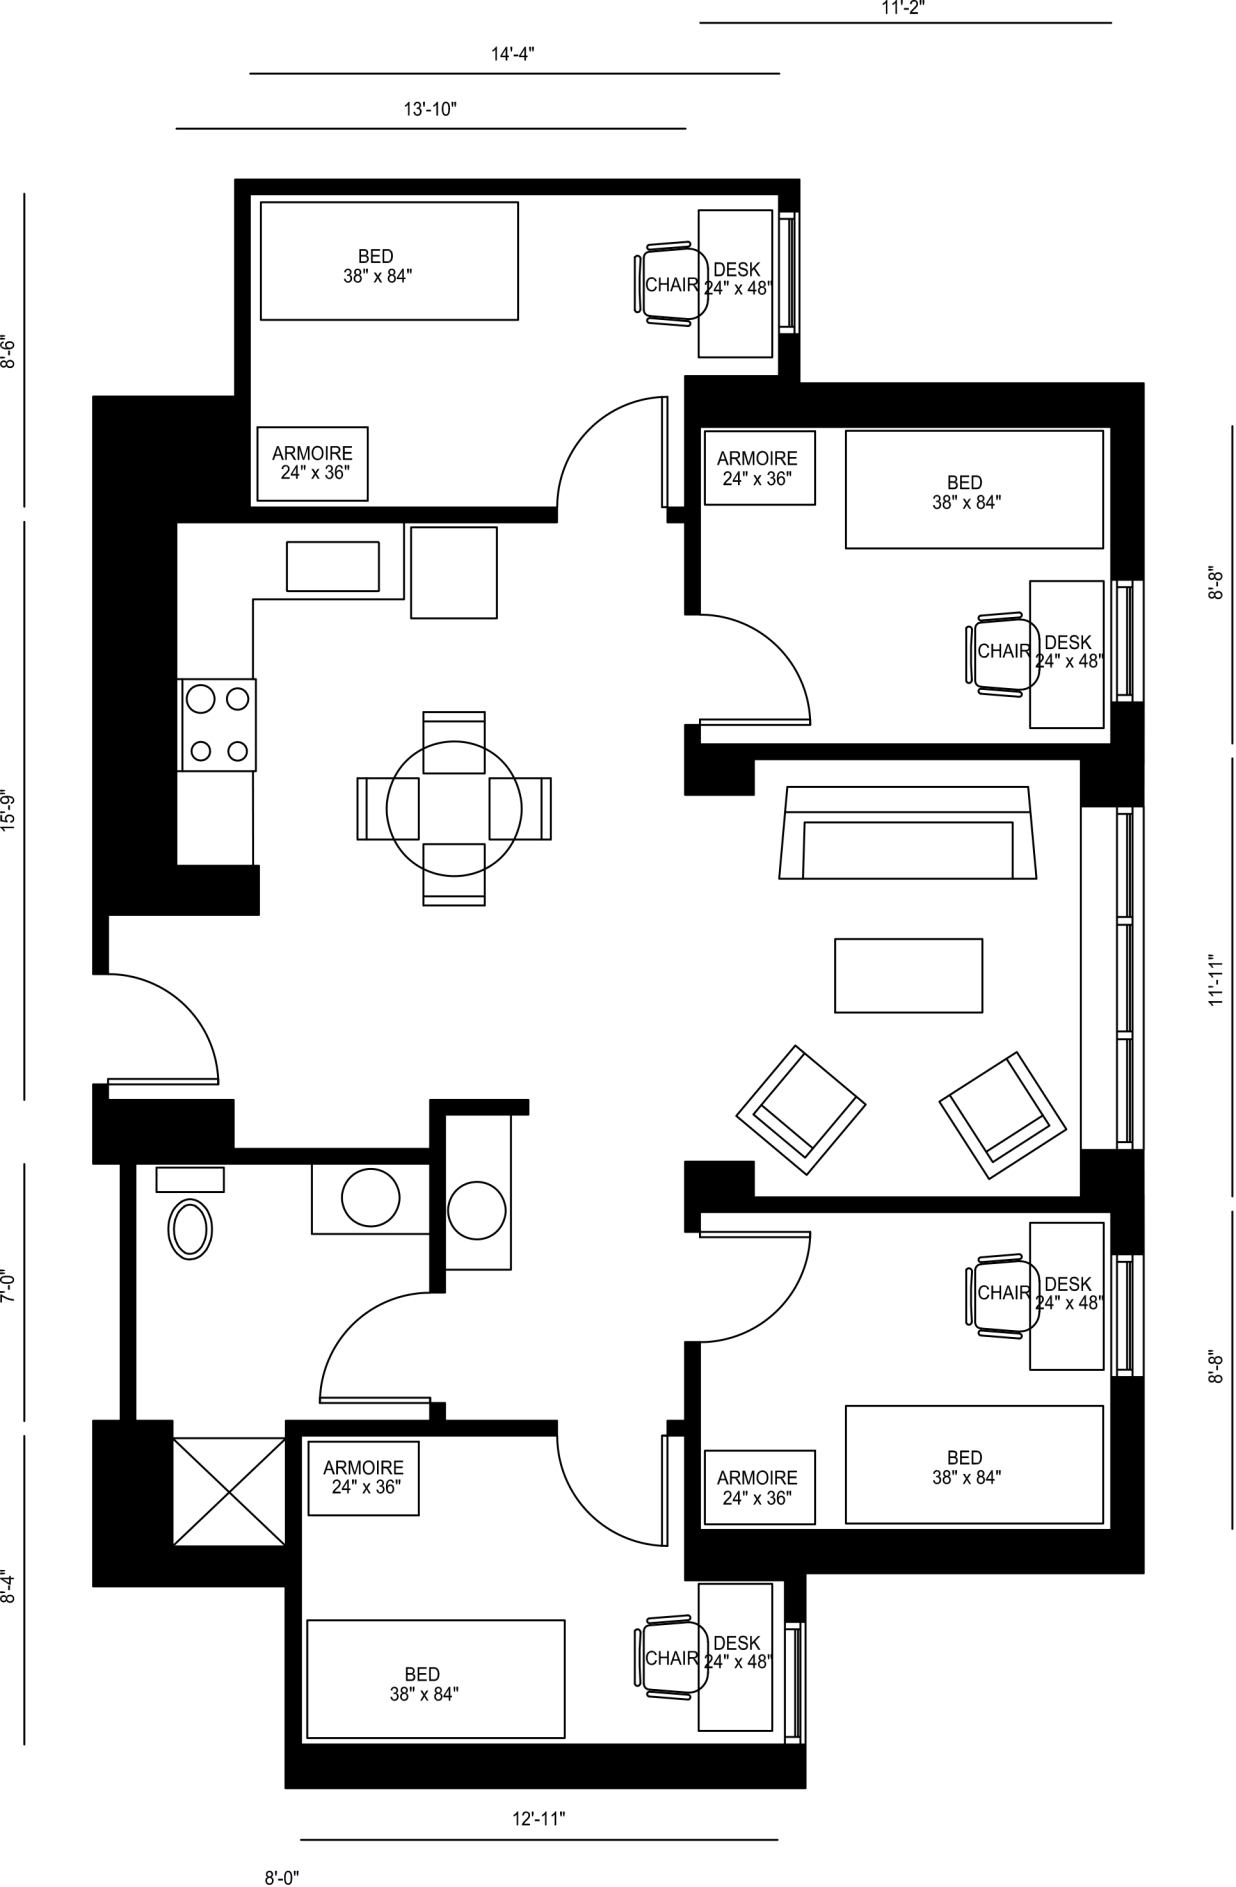 11'-2"
14'-4"
13'-10"
BED
38" x 84"
DESK
24" x 48"
CHAIR
8'-6"
ARMOIRE
24" x 36"
ARMOIRE
24" x 36"
BED
38" x 84"
8'-8"
CHAIR
DESK
24" x 48"
15'-9"
11'-11"
7'-0"
CHAIR
DESK
24" x 48"
8'-8"
ARMOIRE
24" x 36"
BED
38" x 84"
ARMOIRE
24" x 36"
8'-4"
BED
38" x 84"
CHAIR
DESK
24" x 48"
12'-11"
8'-0"